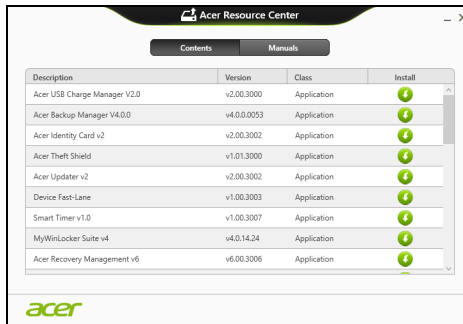 Acer Resource Center
Contents Manuals
Description Version Class Install
Acer USB Charge Manager V2.0 v2.00.3000 Application
Acer Backup Manager V4.0.0 v4.0.0.0053 Application
Acer Identity Card v2 v2.00.3002 Application
Acer Theft Shield v1.01.3000 Application
Acer Updater v2 v2.00.3002 Application
Device Fast-Lane v1.00.3003 Application
Smart Timer v1.0 v1.00.3007 Application
MyWinLocker Suite v4 v4.0.14.24 Application
Acer Recovery Management v6 v6.00.3006 Application
acer